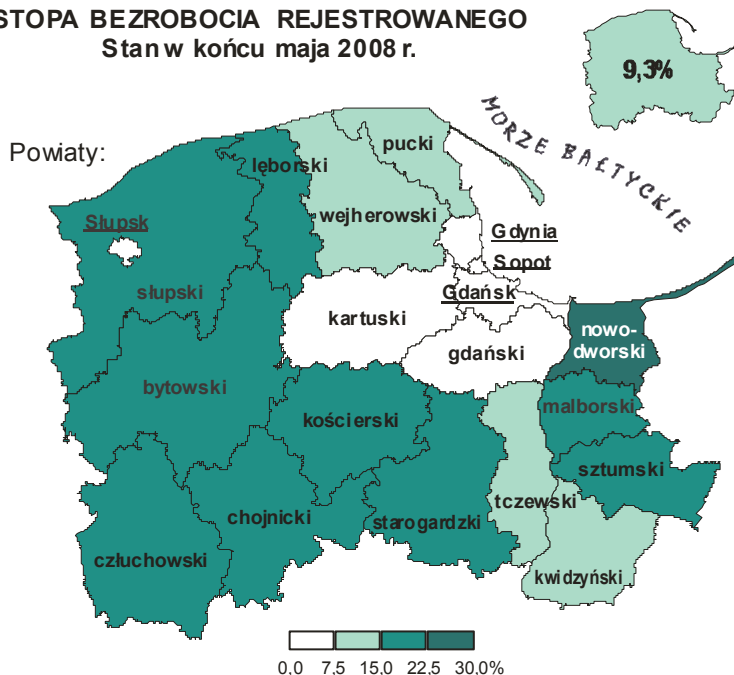 STOPA BEZROBOCIA REJESTROWANEGO
Stan w końcu maja 2008 r.
9,3%
MORZE BAŁTYCKIE
Powiaty:
pucki
lęborski
wejherowski
Słupsk
Gdynia
Sopot
słupski
Gdańsk
kartuski
nowo-
dworski
gdański
bytowski
malborski
kościerski
sztumski
tczewski
chojnicki
starogardzki
człuchowski
kwidzyński
0,0 7,5 15,0 22,5 30,0%